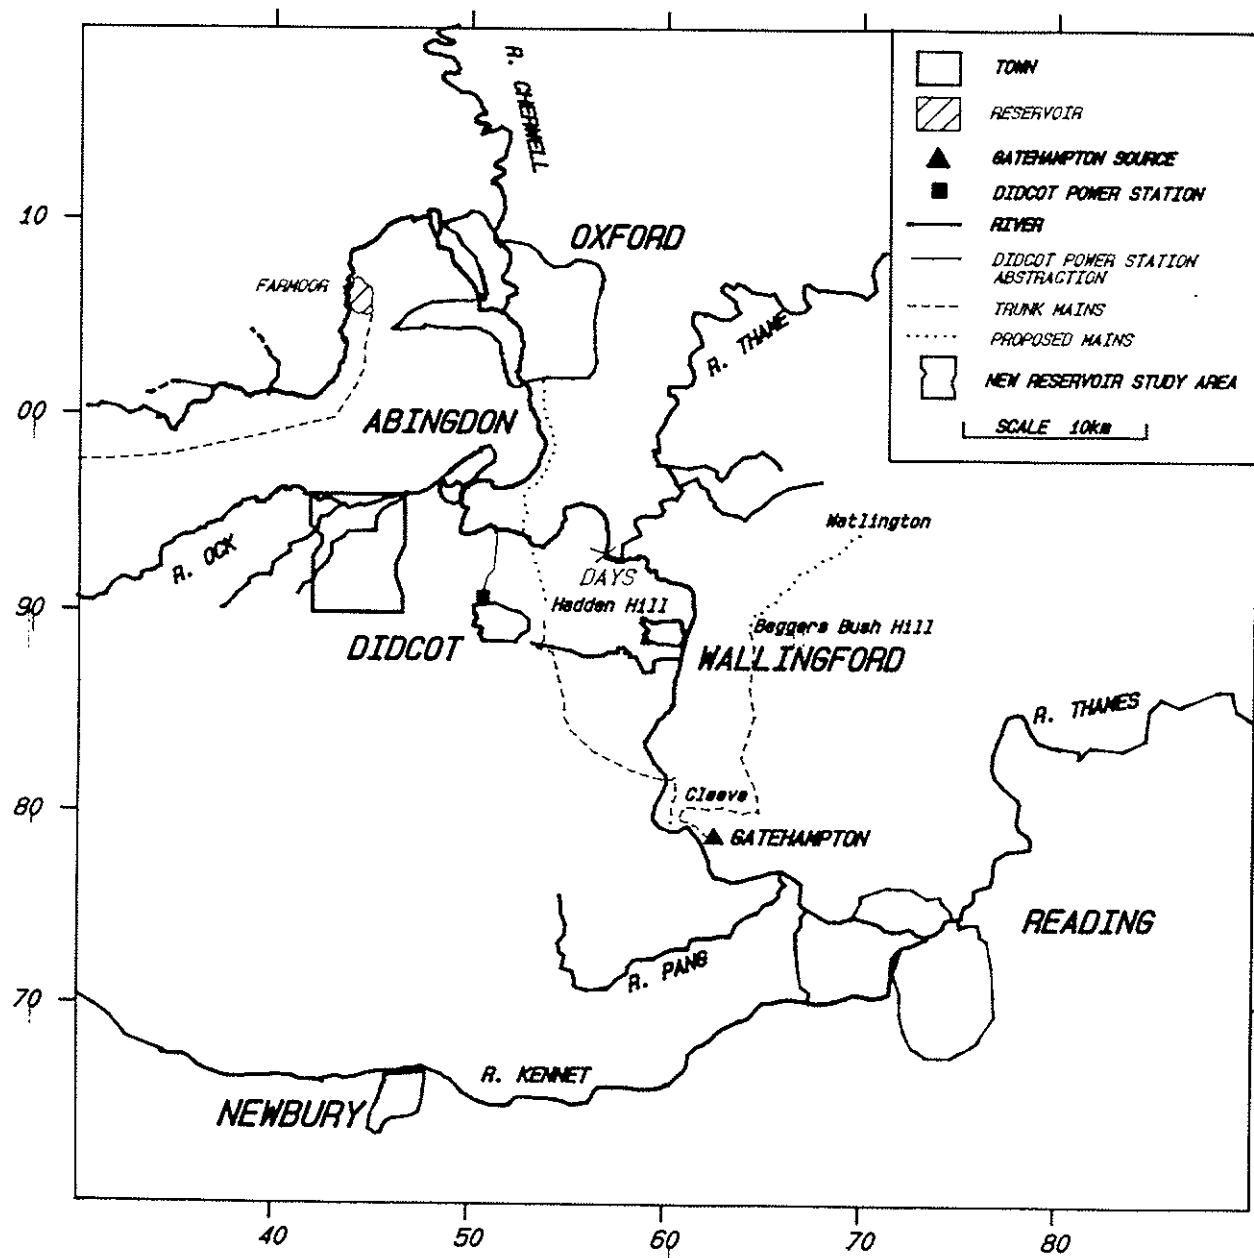 R. CHERWELL
TOWN
RESERVOIR
GATEHAMPTON SOURCE
DIDCOT POWER STATION
RIVER
DIDCOT POWER STATION
ABSTRACTION
TRUNK MAINS
PROPOSED MAINS
NEW RESERVOIR STUDY AREA
SCALE 10km
10
OXFORD
FARMOOR
R. THAME
00
ABINGDON
Watlington
R. OCK
DAYS
90
Hadden Hill
Beggers Bush Hill
DIDCOT
WALLINGFORD
R. THAMES
80
Cleeve
GATEHAMPTON
READING
R. PANG
70
R. KENNET
NEWBURY
40
50
60
70
80